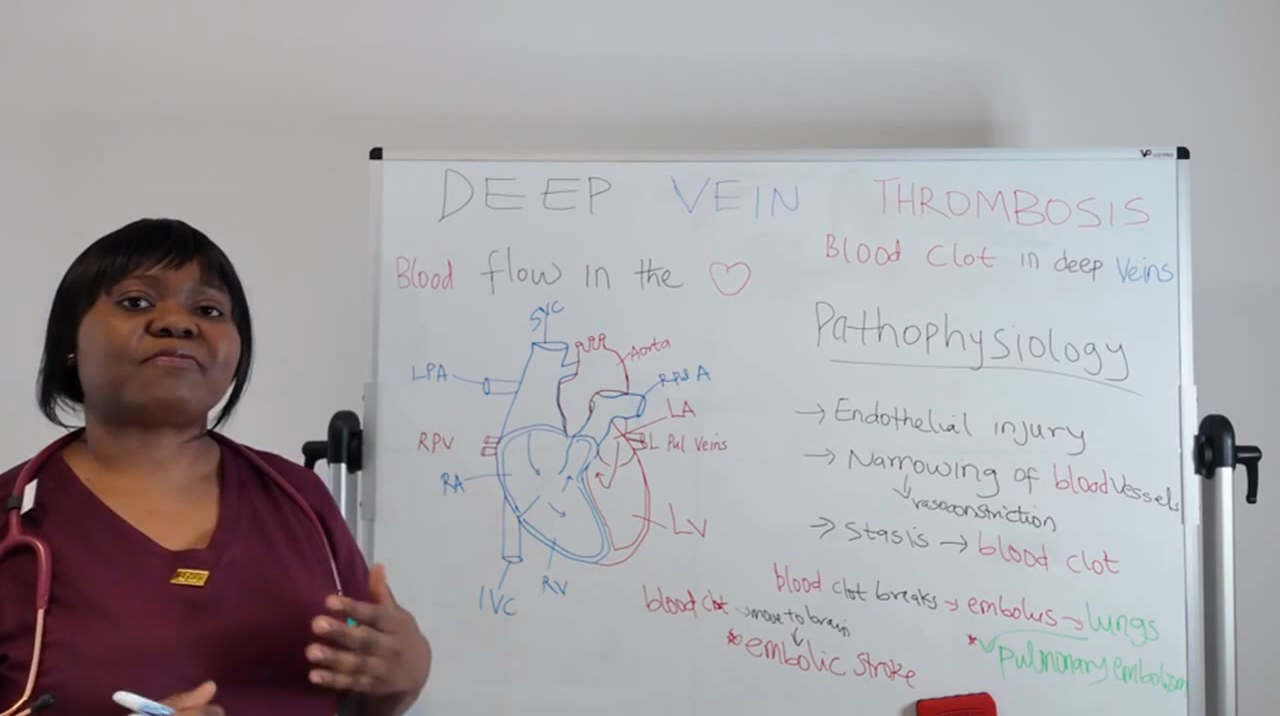 DEEP VEIN THROMBOSIS
Blood flow in the
Blood Clot in deep Veins
SVC
Aorta
LPA
LA
RPV
L Pul Veins
RA
LV
IVC
RV
Pathophysiology
→ Endothelial injury
→ Narrowing of blood vessels
vasoconstriction
→ Stasis → blood clot
blood clot breaks → embolus → lungs
* Pulmonary embolism
blood clot → move to brain
* embolic stroke